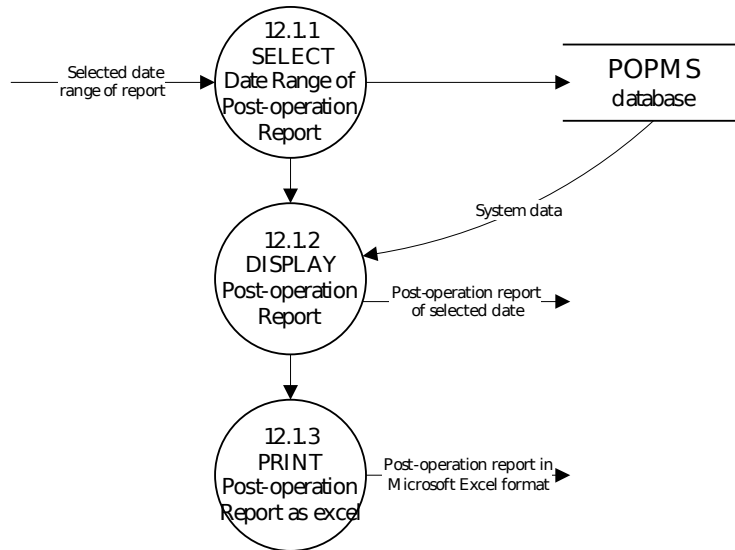 12.1.1
SELECT
Date Range of
Post-operation
Report
Selected date
range of report
POPMS
database
System data
12.1.2
DISPLAY
Post-operation
Report
Post-operation report
of selected date
12.1.3
PRINT
Post-operation
Report as excel
Post-operation report in
Microsoft Excel format